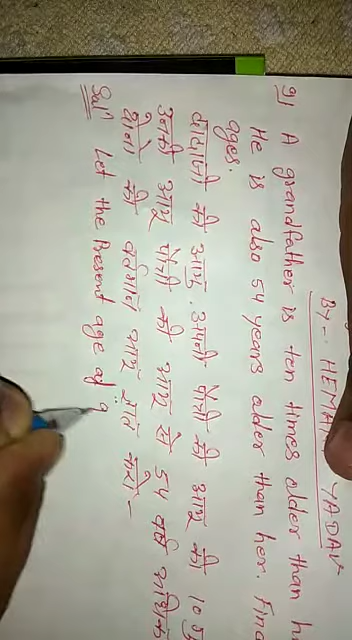 By - HEMA YADAV
Q) A grandfather is ten times older than h
He is also 54 years older than her. Find
ages.
दादाजी की आयु अपनी पोती की आयु की 10 गु
उनकी आयु पोती की आयु से 54 वर्ष अधिक
दोनों की वर्तमान आयु ज्ञात करो -
Sol⁻ Let the Present age of g